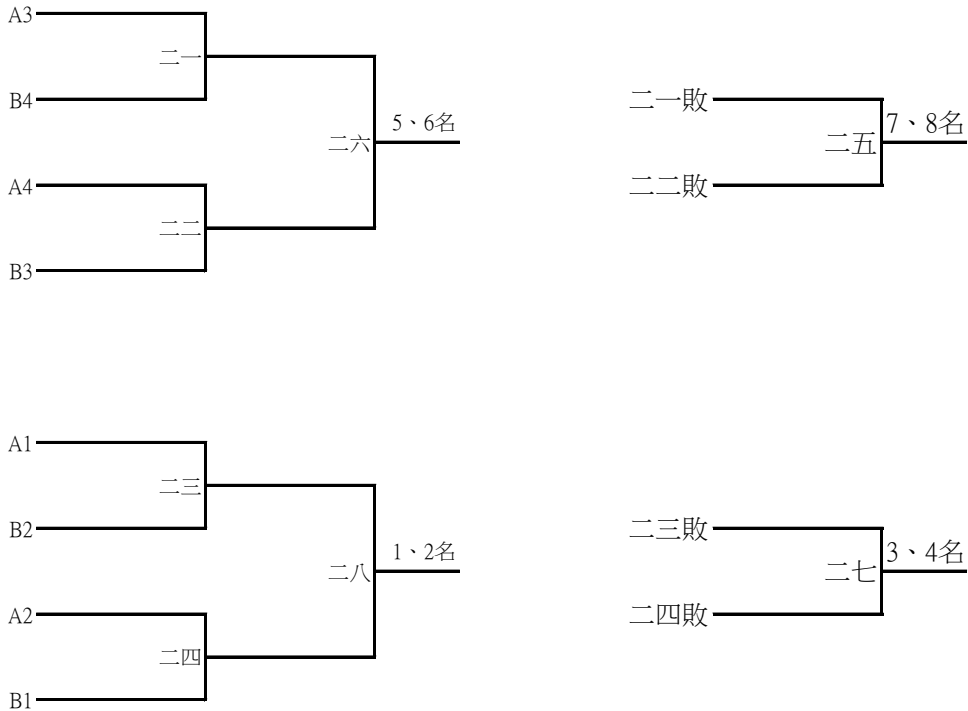 A3
二一
B4
5、6名
二六
A4
二二
B3
二一敗
7、8名
二五
二二敗
A1
二三
B2
1、2名
二八
A2
二四
B1
二三敗
3、4名
二七
二四敗